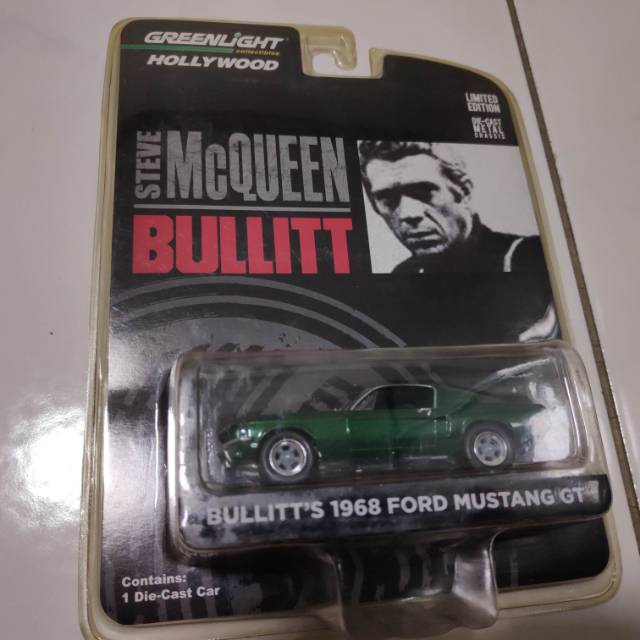 GREENLiGHT
collectibles
HOLLYWOOD
LIMITED
EDITION
DIE-CAST
METAL
CHASSIS
STEVE
McQUEEN
BULLITT
BULLITT'S 1968 FORD MUSTANG GT
Contains:
1 Die-Cast Car